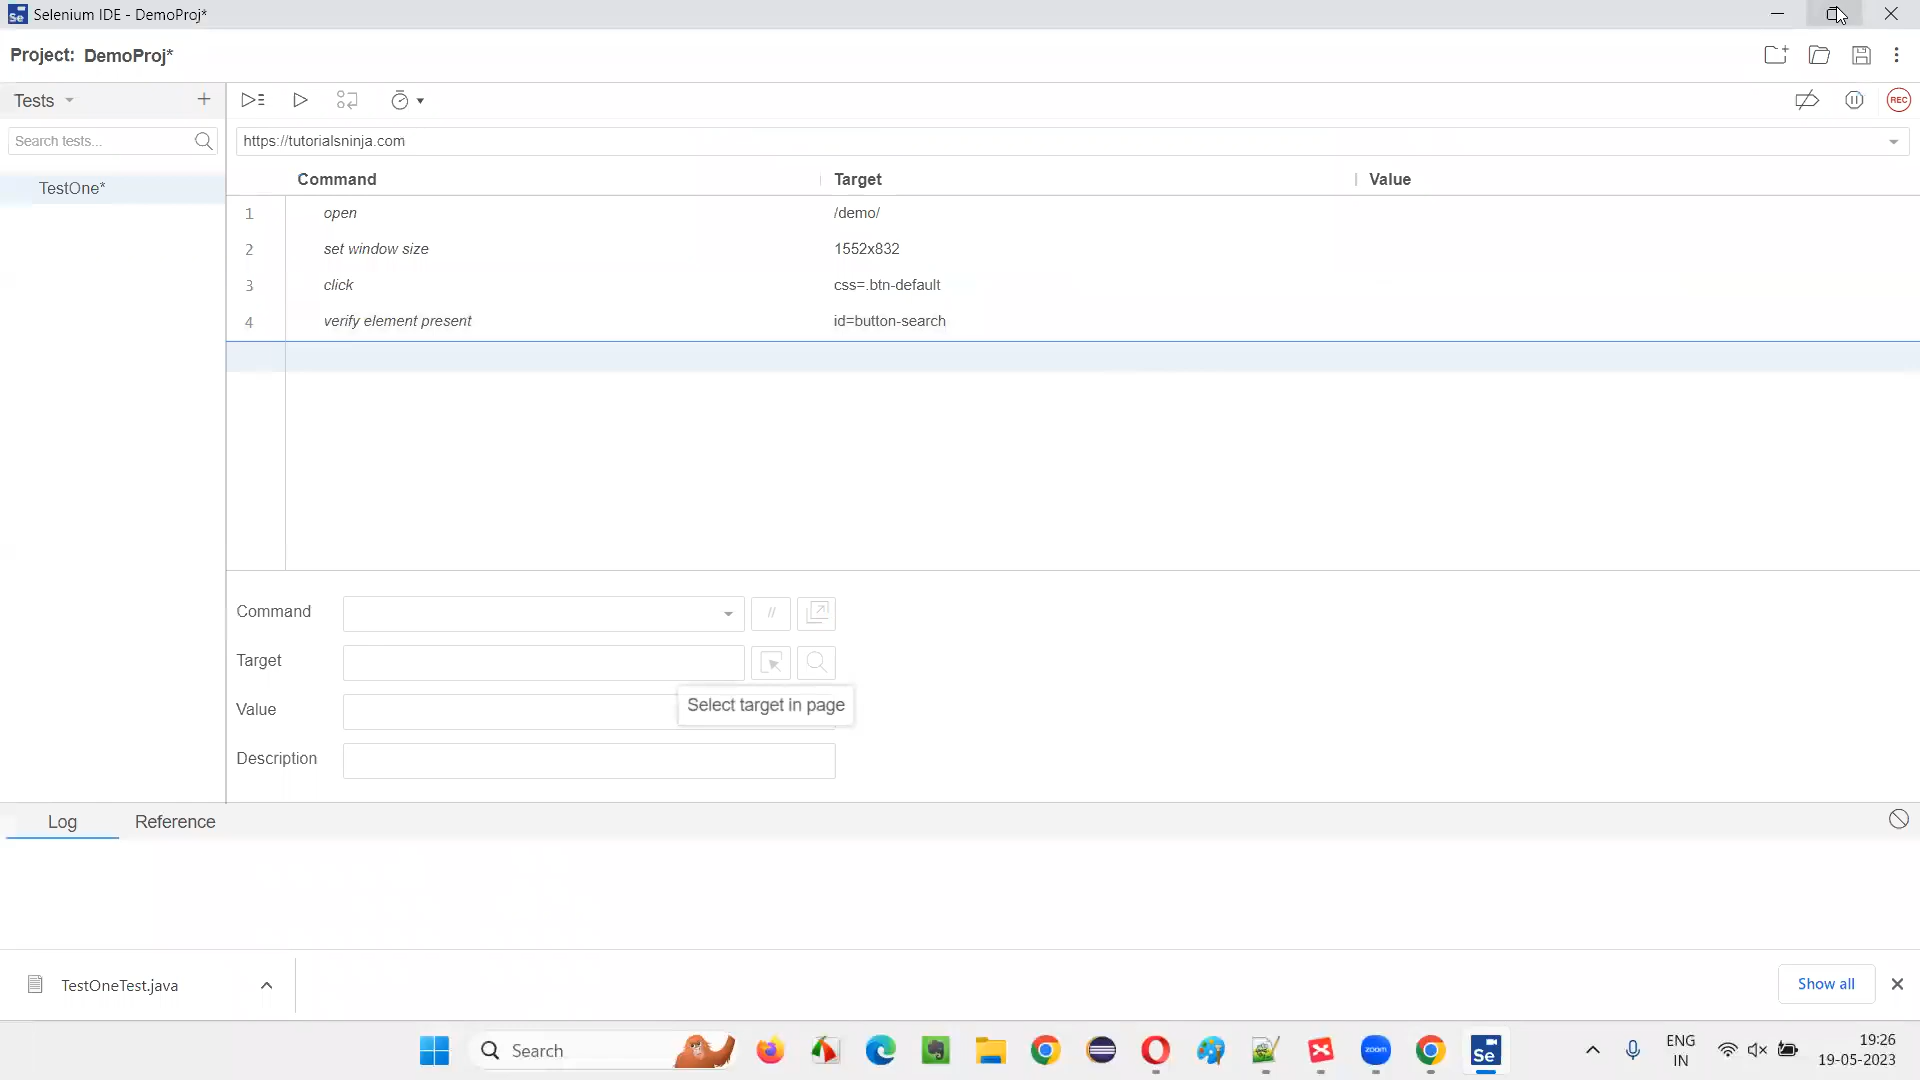 Selenium IDE - DemoProj*
Project: DemoProj*
Tests
REC
Search tests...
https://tutorialsninja.com
Command Target Value
TestOne*
1 open /demo/
2 set window size 1552x832
3 click css=.btn-default
4 verify element present id=button-search
Command //
Target
Select target in page
Value
Description
Log Reference
TestOneTest.java
Show all
Search
zoom
Se
ENG
IN
19:26
19-05-2023